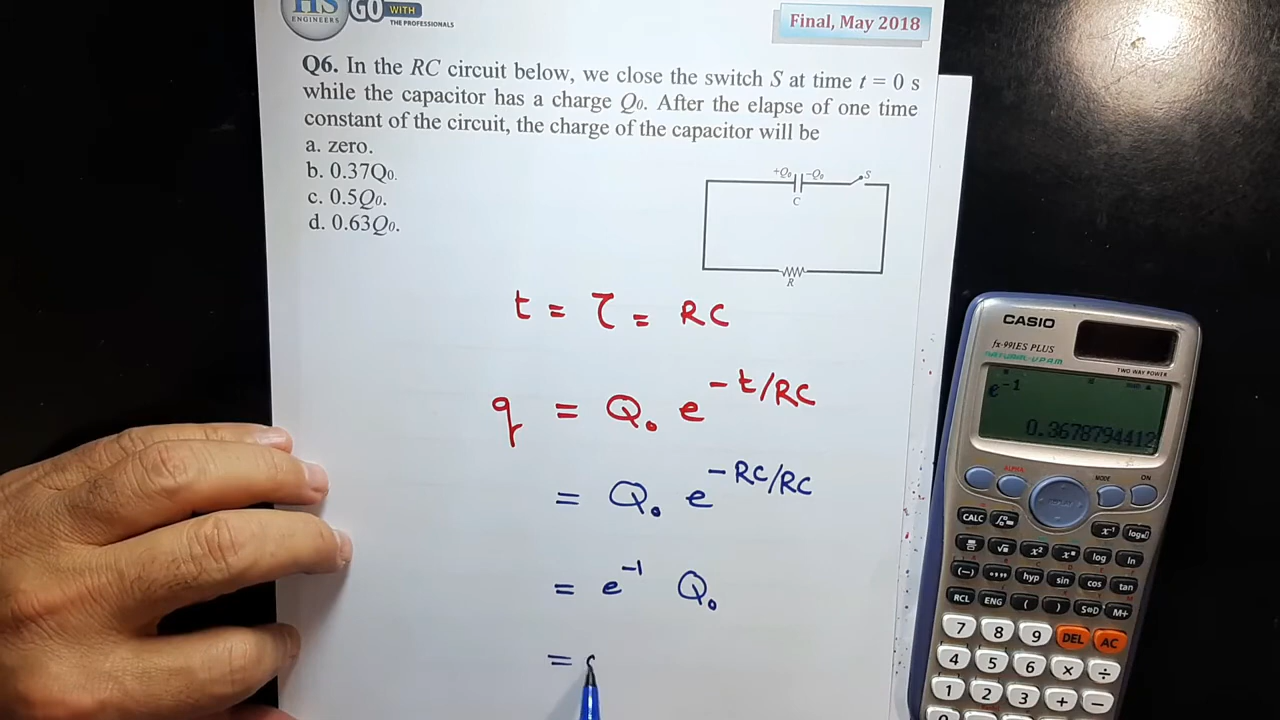 HS GO WITH
ENGINEERS THE PROFESSIONALS
Final, May 2018
Q6. In the RC circuit below, we close the switch S at time t = 0 s
while the capacitor has a charge Q₀. After the elapse of one time
constant of the circuit, the charge of the capacitor will be
a. zero.
b. 0.37Q₀.
c. 0.5Q₀.
d. 0.63Q₀.
+Q₀ -Q₀ S
C
R
t = τ = RC
q = Q₀ e^-t/RC
= Q₀ e^-RC/RC
= e^-1 Q₀
=
CASIO
fx-991ES PLUS
NATURAL-V.P.A.M.
TWO WAY POWER
e^-1
0.3678794412
ALPHA MODE ON
CALC x⁻¹
x² log ln
(−) hyp sin cos tan
RCL ENG ( ) S⇔D M+
7 8 9 DEL AC
4 5 6 × ÷
1 2 3 + −